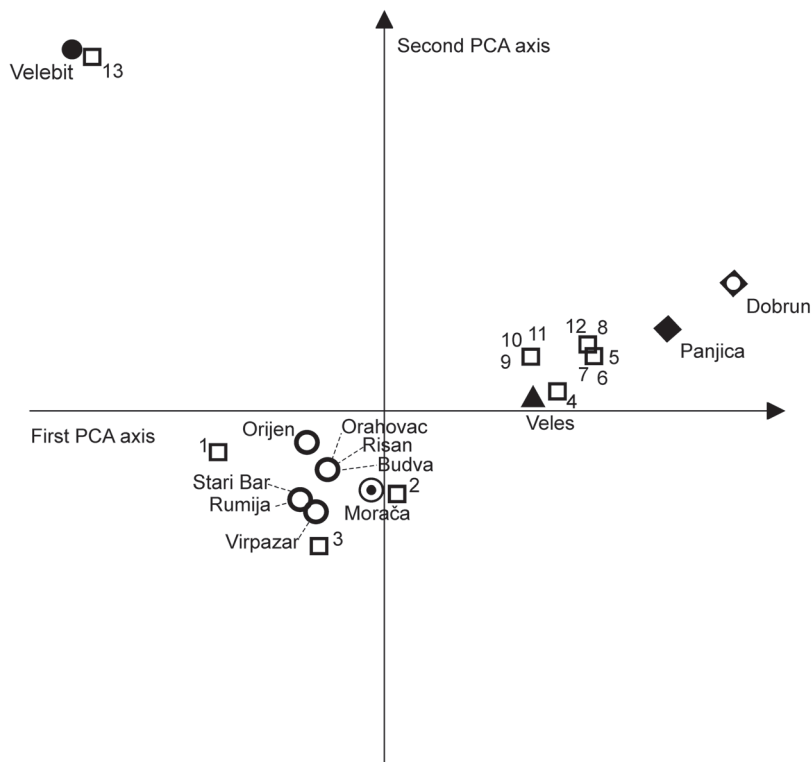 Second PCA axis
Velebit
13
Dobrun
10 11
12 8
9
5
7 6
Panjica
4
Veles
First PCA axis
Orijen
Orahovac
1
Risan
Budva
Stari Bar
2
Rumija
Morača
Virpazar
3